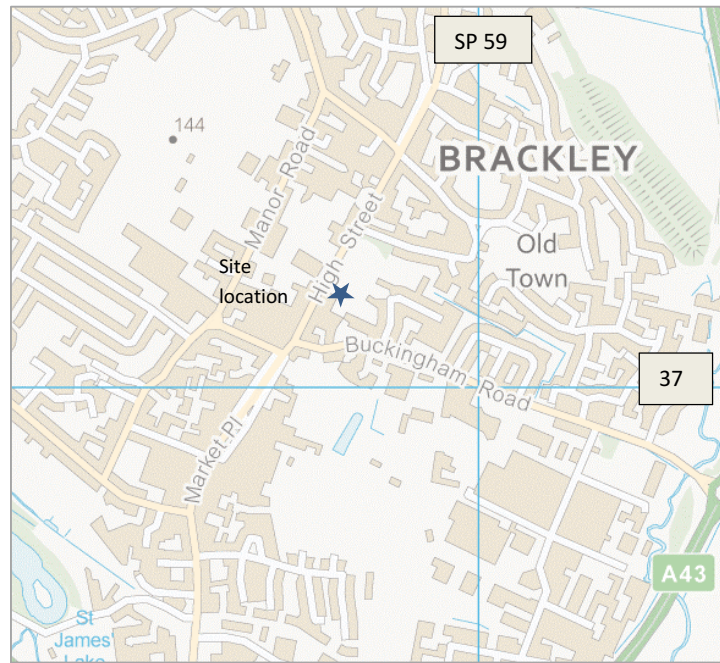 SP 59
144
BRACKLEY
Manor Road
High Street
Old
Town
Site
location
Buckingham Road
37
Market Pl
A43
St
James'
Lake